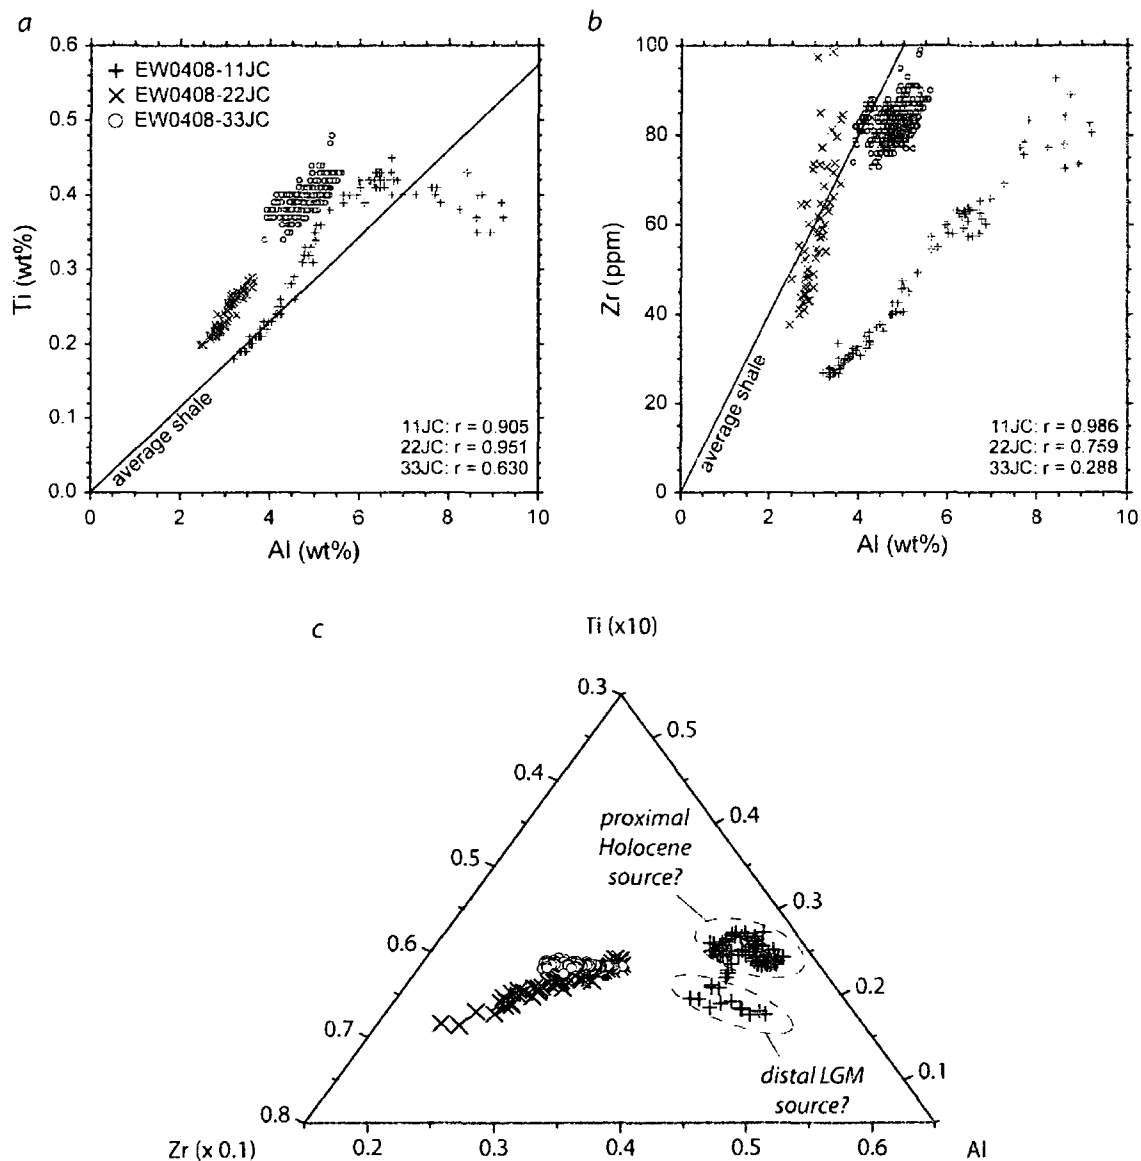 a
0.6
0.5
0.4
0.3
0.2
0.1
0.0
Ti (wt%)
+ EW0408-11JC
× EW0408-22JC
○ EW0408-33JC
average shale
11JC: r = 0.905
22JC: r = 0.951
33JC: r = 0.630
0 2 4 6 8 10
Al (wt%)
b
100
80
60
40
20
0
Zr (ppm)
average shale
11JC: r = 0.986
22JC: r = 0.759
33JC: r = 0.288
0 2 4 6 8 10
Al (wt%)
c
Ti (x10)
0.3
0.4
0.5
0.6
0.7
0.8
0.5
0.4
0.3
0.2
0.1
proximal
Holocene
source?
distal LGM
source?
Zr (x 0.1)
0.2 0.3 0.4 0.5 0.6
Al